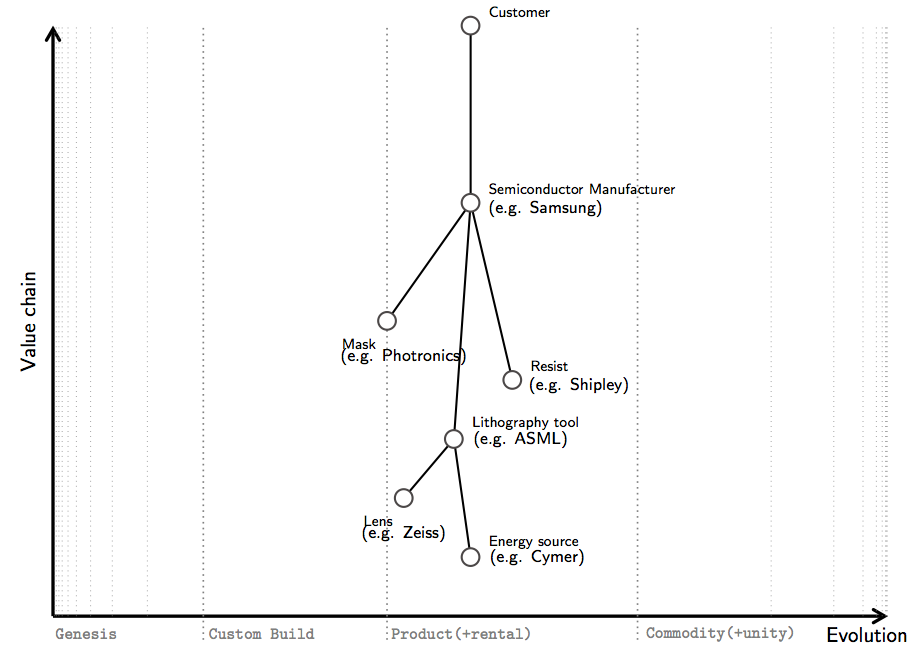 Customer
Semiconductor Manufacturer
(e.g. Samsung)
Mask
(e.g. Photronics)
Resist
(e.g. Shipley)
Lithography tool
(e.g. ASML)
Lens
(e.g. Zeiss)
Energy source
(e.g. Cymer)
Value chain
Genesis
Custom Build
Product(+rental)
Commodity(+unity)
Evolution